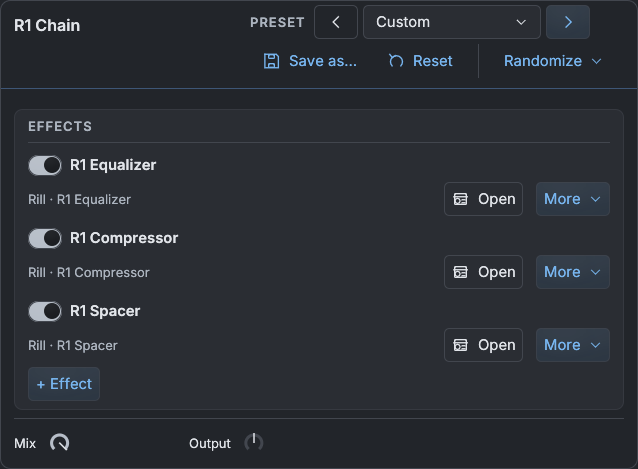 R1 Chain PRESET Custom
Save as... Reset Randomize
EFFECTS
R1 Equalizer
Rill · R1 Equalizer Open More
R1 Compressor
Rill · R1 Compressor Open More
R1 Spacer
Rill · R1 Spacer Open More
+ Effect
Mix Output